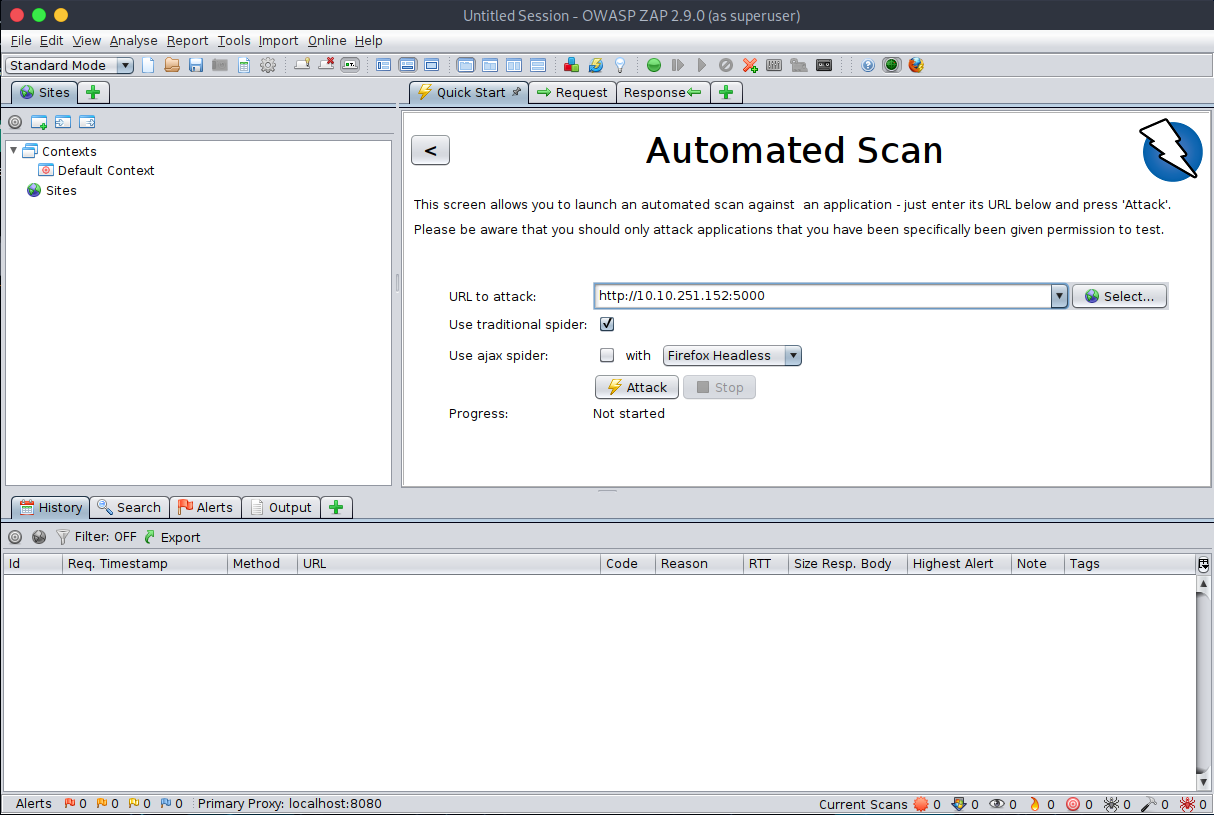 Untitled Session - OWASP ZAP 2.9.0 (as superuser)
File Edit View Analyse Report Tools Import Online Help
Standard Mode
Sites
Quick Start Request Response
<
Automated Scan
Contexts
Default Context
Sites
This screen allows you to launch an automated scan against  an application - just enter its URL below and press 'Attack'.
Please be aware that you should only attack applications that you have been specifically been given permission to test.
URL to attack: http://10.10.251.152:5000 Select...
Use traditional spider:
Use ajax spider: with Firefox Headless
Attack Stop
Progress: Not started
History Search Alerts Output
Filter: OFF Export
Id Req. Timestamp Method URL Code Reason RTT Size Resp. Body Highest Alert Note Tags
Alerts 0 0 0 0 Primary Proxy: localhost:8080 Current Scans 0 0 0 0 0 0 0 0